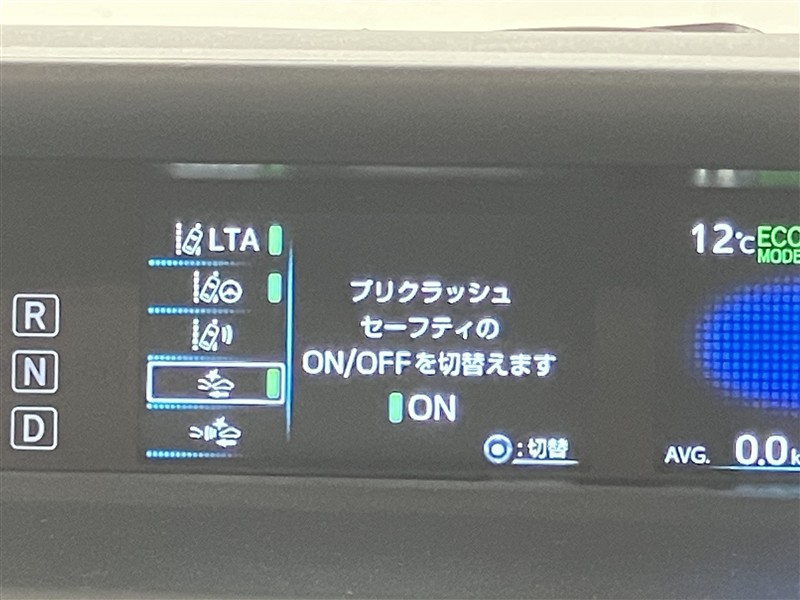 LTA
R
N
D
プリクラッシュ
セーフティの
ON/OFFを切替えます
ON
:切替
12℃
ECO
MODE
AVG. 0.0k